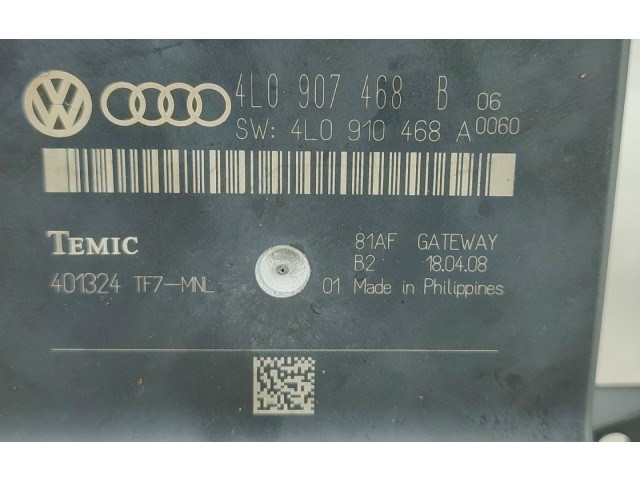 4L0 907 468 B 06
SW: 4L0 910 468 A 0060
TEMIC 81AF GATEWAY
B2 18.04.08
401324 TF7-MNL 01 Made in Philippines